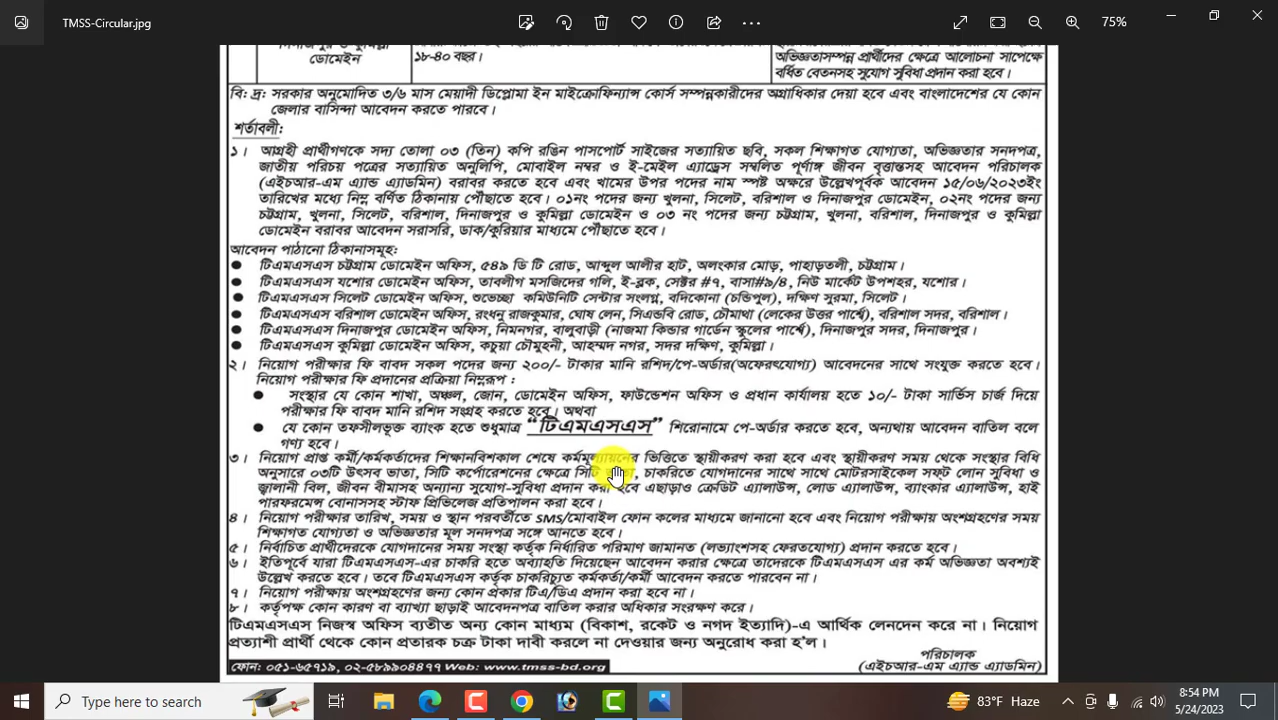 TMSS-Circular.jpg
75%
দিনাজপুর ও কুমিল্লা
ডোমেইন
১৮-৪০ বছর।
অভিজ্ঞতাসম্পন্ন প্রার্থীদের ক্ষেত্রে আলোচনা সাপেক্ষে
বর্ধিত বেতনসহ সুযোগ সুবিধা প্রদান করা হবে।
বি: দ্র: সরকার অনুমোদিত ৩/৬ মাস মেয়াদী ডিপ্লোমা ইন মাইক্রোফিন্যান্স কোর্স সম্পন্নকারীদের অগ্রাধিকার দেয়া হবে এবং বাংলাদেশের যে কোন
জেলার বাসিন্দা আবেদন করতে পারবে।
শর্তাবলী:
১। আগ্রহী প্রার্থীগণকে সদ্য তোলা ০৩ (তিন) কপি রঙিন পাসপোর্ট সাইজের সত্যায়িত ছবি, সকল শিক্ষাগত যোগ্যতা, অভিজ্ঞতার সনদপত্র,
জাতীয় পরিচয় পত্রের সত্যায়িত অনুলিপি, মোবাইল নম্বর ও ই-মেইল এ্যাড্রেস সম্বলিত পূর্ণাঙ্গ জীবন বৃত্তান্তসহ আবেদন পরিচালক
(এইচআর-এম এ্যান্ড এ্যাডমিন) বরাবর করতে হবে এবং খামের উপর পদের নাম স্পষ্ট অক্ষরে উল্লেখপূর্বক আবেদন ১৫/০৬/২০২৩ইং
তারিখের মধ্যে নিম্ন বর্ণিত ঠিকানায় পৌঁছাতে হবে। ০১নং পদের জন্য খুলনা, সিলেট, বরিশাল ও দিনাজপুর ডোমেইন, ০২নং পদের জন্য
চট্টগ্রাম, খুলনা, সিলেট, বরিশাল, দিনাজপুর ও কুমিল্লা ডোমেইন ও ০৩ নং পদের জন্য চট্টগ্রাম, খুলনা, বরিশাল, দিনাজপুর ও কুমিল্লা
ডোমেইন বরাবর আবেদন সরাসরি, ডাক/কুরিয়ার মাধ্যমে পৌঁছাতে হবে।
আবেদন পাঠানো ঠিকানাসমূহ:
● টিএমএসএস চট্টগ্রাম ডোমেইন অফিস, ৫৪৯ ডি টি রোড, আব্দুল আলীর হাট, অলংকার মোড়, পাহাড়তলী, চট্টগ্রাম।
● টিএমএসএস যশোর ডোমেইন অফিস, তাবলীগ মসজিদের গলি, ই-ব্লক, সেক্টর #৭, বাসা#৯/৪, নিউ মার্কেট উপশহর, যশোর।
● টিএমএসএস সিলেট ডোমেইন অফিস, শুভেচ্ছা কমিউনিটি সেন্টার সংলগ্ন, বদিকোনা (চন্ডিপুল), দক্ষিণ সুরমা, সিলেট।
● টিএমএসএস বরিশাল ডোমেইন অফিস, রংধনু রাজকুমার, ঘোষ লেন, সিএন্ডবি রোড, চৌমাথা (লেকের উত্তর পার্শ্বে), বরিশাল সদর, বরিশাল।
● টিএমএসএস দিনাজপুর ডোমেইন অফিস, নিমনগর, বালুবাড়ী (নাজমা কিন্ডার গার্ডেন স্কুলের পার্শ্বে), দিনাজপুর সদর, দিনাজপুর।
● টিএমএসএস কুমিল্লা ডোমেইন অফিস, কচুয়া চৌমুহনী, আহম্মদ নগর, সদর দক্ষিণ, কুমিল্লা।
২। নিয়োগ পরীক্ষার ফি বাবদ সকল পদের জন্য ২০০/- টাকার মানি রশিদ/পে-অর্ডার(অফেরৎযোগ্য) আবেদনের সাথে সংযুক্ত করতে হবে।
নিয়োগ পরীক্ষার ফি প্রদানের প্রক্রিয়া নিম্নরূপ :
● সংস্থার যে কোন শাখা, অঞ্চল, জোন, ডোমেইন অফিস, ফাউন্ডেশন অফিস ও প্রধান কার্যালয় হতে ১০/- টাকা সার্ভিস চার্জ দিয়ে
পরীক্ষার ফি বাবদ মানি রশিদ সংগ্রহ করতে হবে। অথবা
● যে কোন তফসীলভূক্ত ব্যাংক হতে শুধুমাত্র “টিএমএসএস” শিরোনামে পে-অর্ডার করতে হবে, অন্যথায় আবেদন বাতিল বলে
গণ্য হবে।
৩। নিয়োগ প্রাপ্ত কর্মী/কর্মকর্তাদের শিক্ষানবিশকাল শেষে কর্মমূল্যায়নের ভিত্তিতে স্থায়ীকরণ করা হবে এবং স্থায়ীকরণ সময় থেকে সংস্থার বিধি
অনুসারে ০৩টি উৎসব ভাতা, সিটি কর্পোরেশনের ক্ষেত্রে সিটি , চাকরিতে যোগদানের সাথে সাথে মোটরসাইকেল সফ্ট লোন সুবিধা ও
জ্বালানী বিল, জীবন বীমাসহ অন্যান্য সুযোগ-সুবিধা প্রদান করা হবে এছাড়াও ক্রেডিট এ্যালাউন্স, লোড এ্যালাউন্স, ব্যাংকার এ্যালাউন্স, হাই
পারফরমেন্স বোনাসসহ স্টাফ প্রিভিলেজ প্রতিপালন করা হবে।
৪। নিয়োগ পরীক্ষার তারিখ, সময় ও স্থান পরবর্তীতে SMS/মোবাইল ফোন কলের মাধ্যমে জানানো হবে এবং নিয়োগ পরীক্ষায় অংশগ্রহণের সময়
শিক্ষাগত যোগ্যতা ও অভিজ্ঞতার মূল সনদপত্র সঙ্গে আনতে হবে।
৫। নির্বাচিত প্রার্থীদেরকে যোগদানের সময় সংস্থা কর্তৃক নির্ধারিত পরিমাণ জামানত (লভ্যাংশসহ ফেরতযোগ্য) প্রদান করতে হবে।
৬। ইতিপূর্বে যারা টিএমএসএস-এর চাকরি হতে অব্যাহতি দিয়েছেন আবেদন করার ক্ষেত্রে তাদেরকে টিএমএসএস এর কর্ম অভিজ্ঞতা অবশ্যই
উল্লেখ করতে হবে। তবে টিএমএসএস কর্তৃক চাকরিচ্যুত কর্মকর্তা/কর্মী আবেদন করতে পারবেন না।
৭। নিয়োগ পরীক্ষায় অংশগ্রহণের জন্য কোন প্রকার টিএ/ডিএ প্রদান করা হবে না।
৮। কর্তৃপক্ষ কোন কারণ বা ব্যাখ্যা ছাড়াই আবেদনপত্র বাতিল করার অধিকার সংরক্ষণ করে।
টিএমএসএস নিজস্ব অফিস ব্যতীত অন্য কোন মাধ্যম (বিকাশ, রকেট ও নগদ ইত্যাদি)-এ আর্থিক লেনদেন করে না। নিয়োগ
প্রত্যাশী প্রার্থী থেকে কোন প্রতারক চক্র টাকা দাবী করলে না দেওয়ার জন্য অনুরোধ করা হ'ল।
পরিচালক
(এইচআর-এম এ্যান্ড এ্যাডমিন)
ফোন: ০৫১-৬৫৭১৯, ০২-৫৮৯৯০৪৪৭৭ Web: www.tmss-bd.org
Type here to search
83°F Haze
8:54 PM
5/24/2023